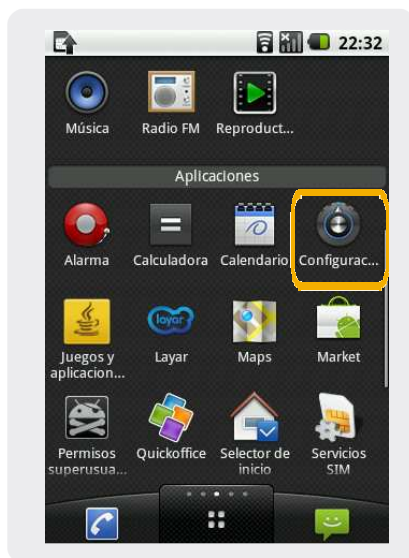 22:32
Música
Radio FM
Reproduct...
Aplicaciones
Alarma
Calculadora
Calendario
Configurac...
Juegos y
aplicacion...
layar
Layar
Maps
Market
Permisos
superusua...
Quickoffice
Selector de
inicio
Servicios
SIM